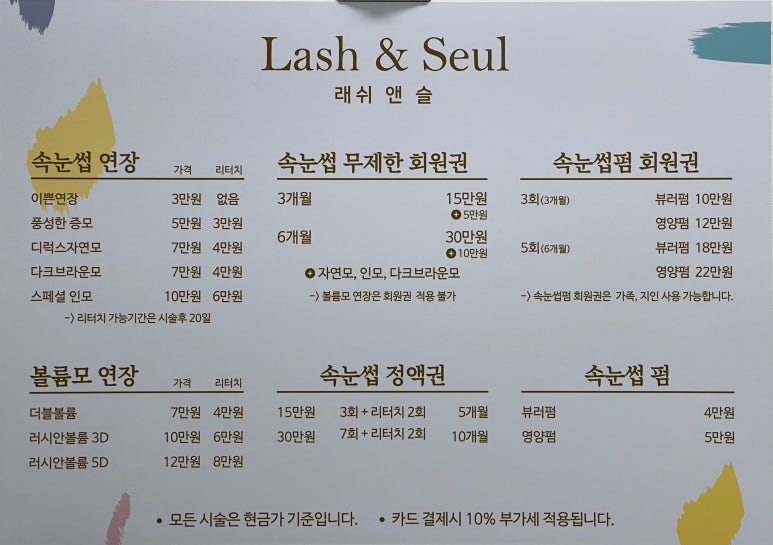 Lash & Seul
래쉬 앤 슬
속눈썹 연장 가격 리터치
이쁜연장 3만원 없음
풍성한 증모 5만원 3만원
디럭스자연모 7만원 4만원
다크브라운모 7만원 4만원
스페셜 인모 10만원 6만원
-> 리터치 가능기간은 시술후 20일
속눈썹 무제한 회원권
3개월 15만원
+ 5만원
6개월 30만원
+ 10만원
+ 자연모, 인모, 다크브라운모
-> 볼륨모 연장은 회원권 적용 불가
속눈썹펌 회원권
3회(3개월) 뷰러펌 10만원
영양펌 12만원
5회(6개월) 뷰러펌 18만원
영양펌 22만원
-> 속눈썹펌 회원권은 가족, 지인 사용 가능합니다.
볼륨모 연장 가격 리터치
더블볼륨 7만원 4만원
러시안볼륨 3D 10만원 6만원
러시안볼륨 5D 12만원 8만원
속눈썹 정액권
15만원 3회 + 리터치 2회 5개월
30만원 7회 + 리터치 2회 10개월
속눈썹 펌
뷰러펌 4만원
영양펌 5만원
• 모든 시술은 현금가 기준입니다. • 카드 결제시 10% 부가세 적용됩니다.